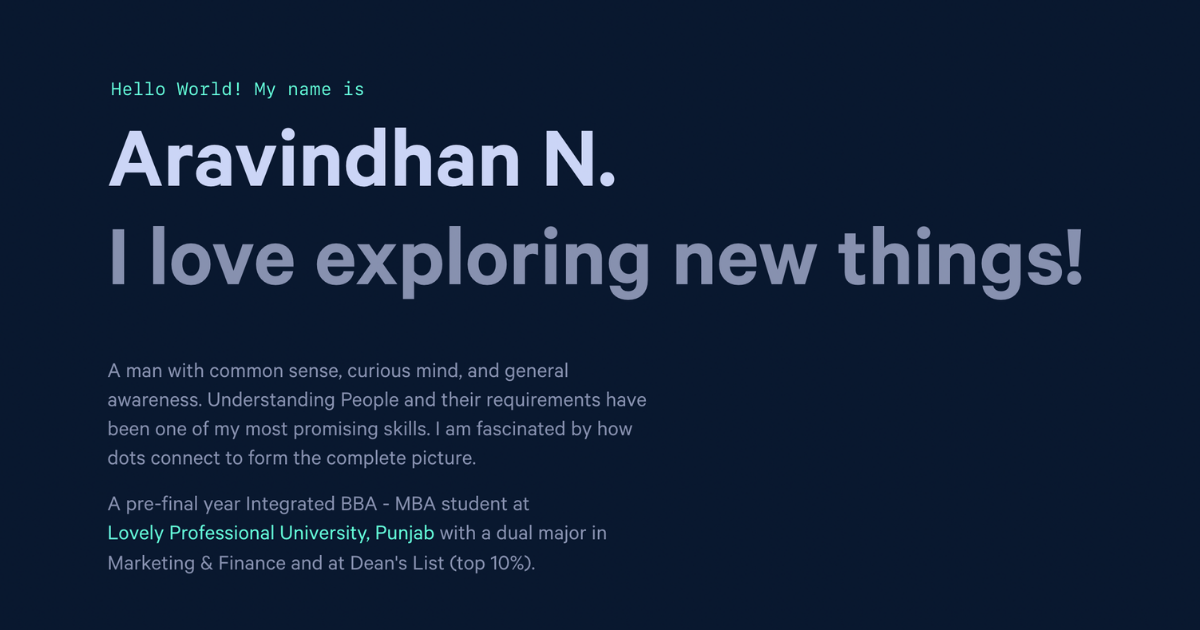 Hello World! My name is
Aravindhan N.
I love exploring new things!
A man with common sense, curious mind, and general
awareness. Understanding People and their requirements have
been one of my most promising skills. I am fascinated by how
dots connect to form the complete picture.
A pre-final year Integrated BBA - MBA student at
Lovely Professional University, Punjab with a dual major in
Marketing & Finance and at Dean's List (top 10%).